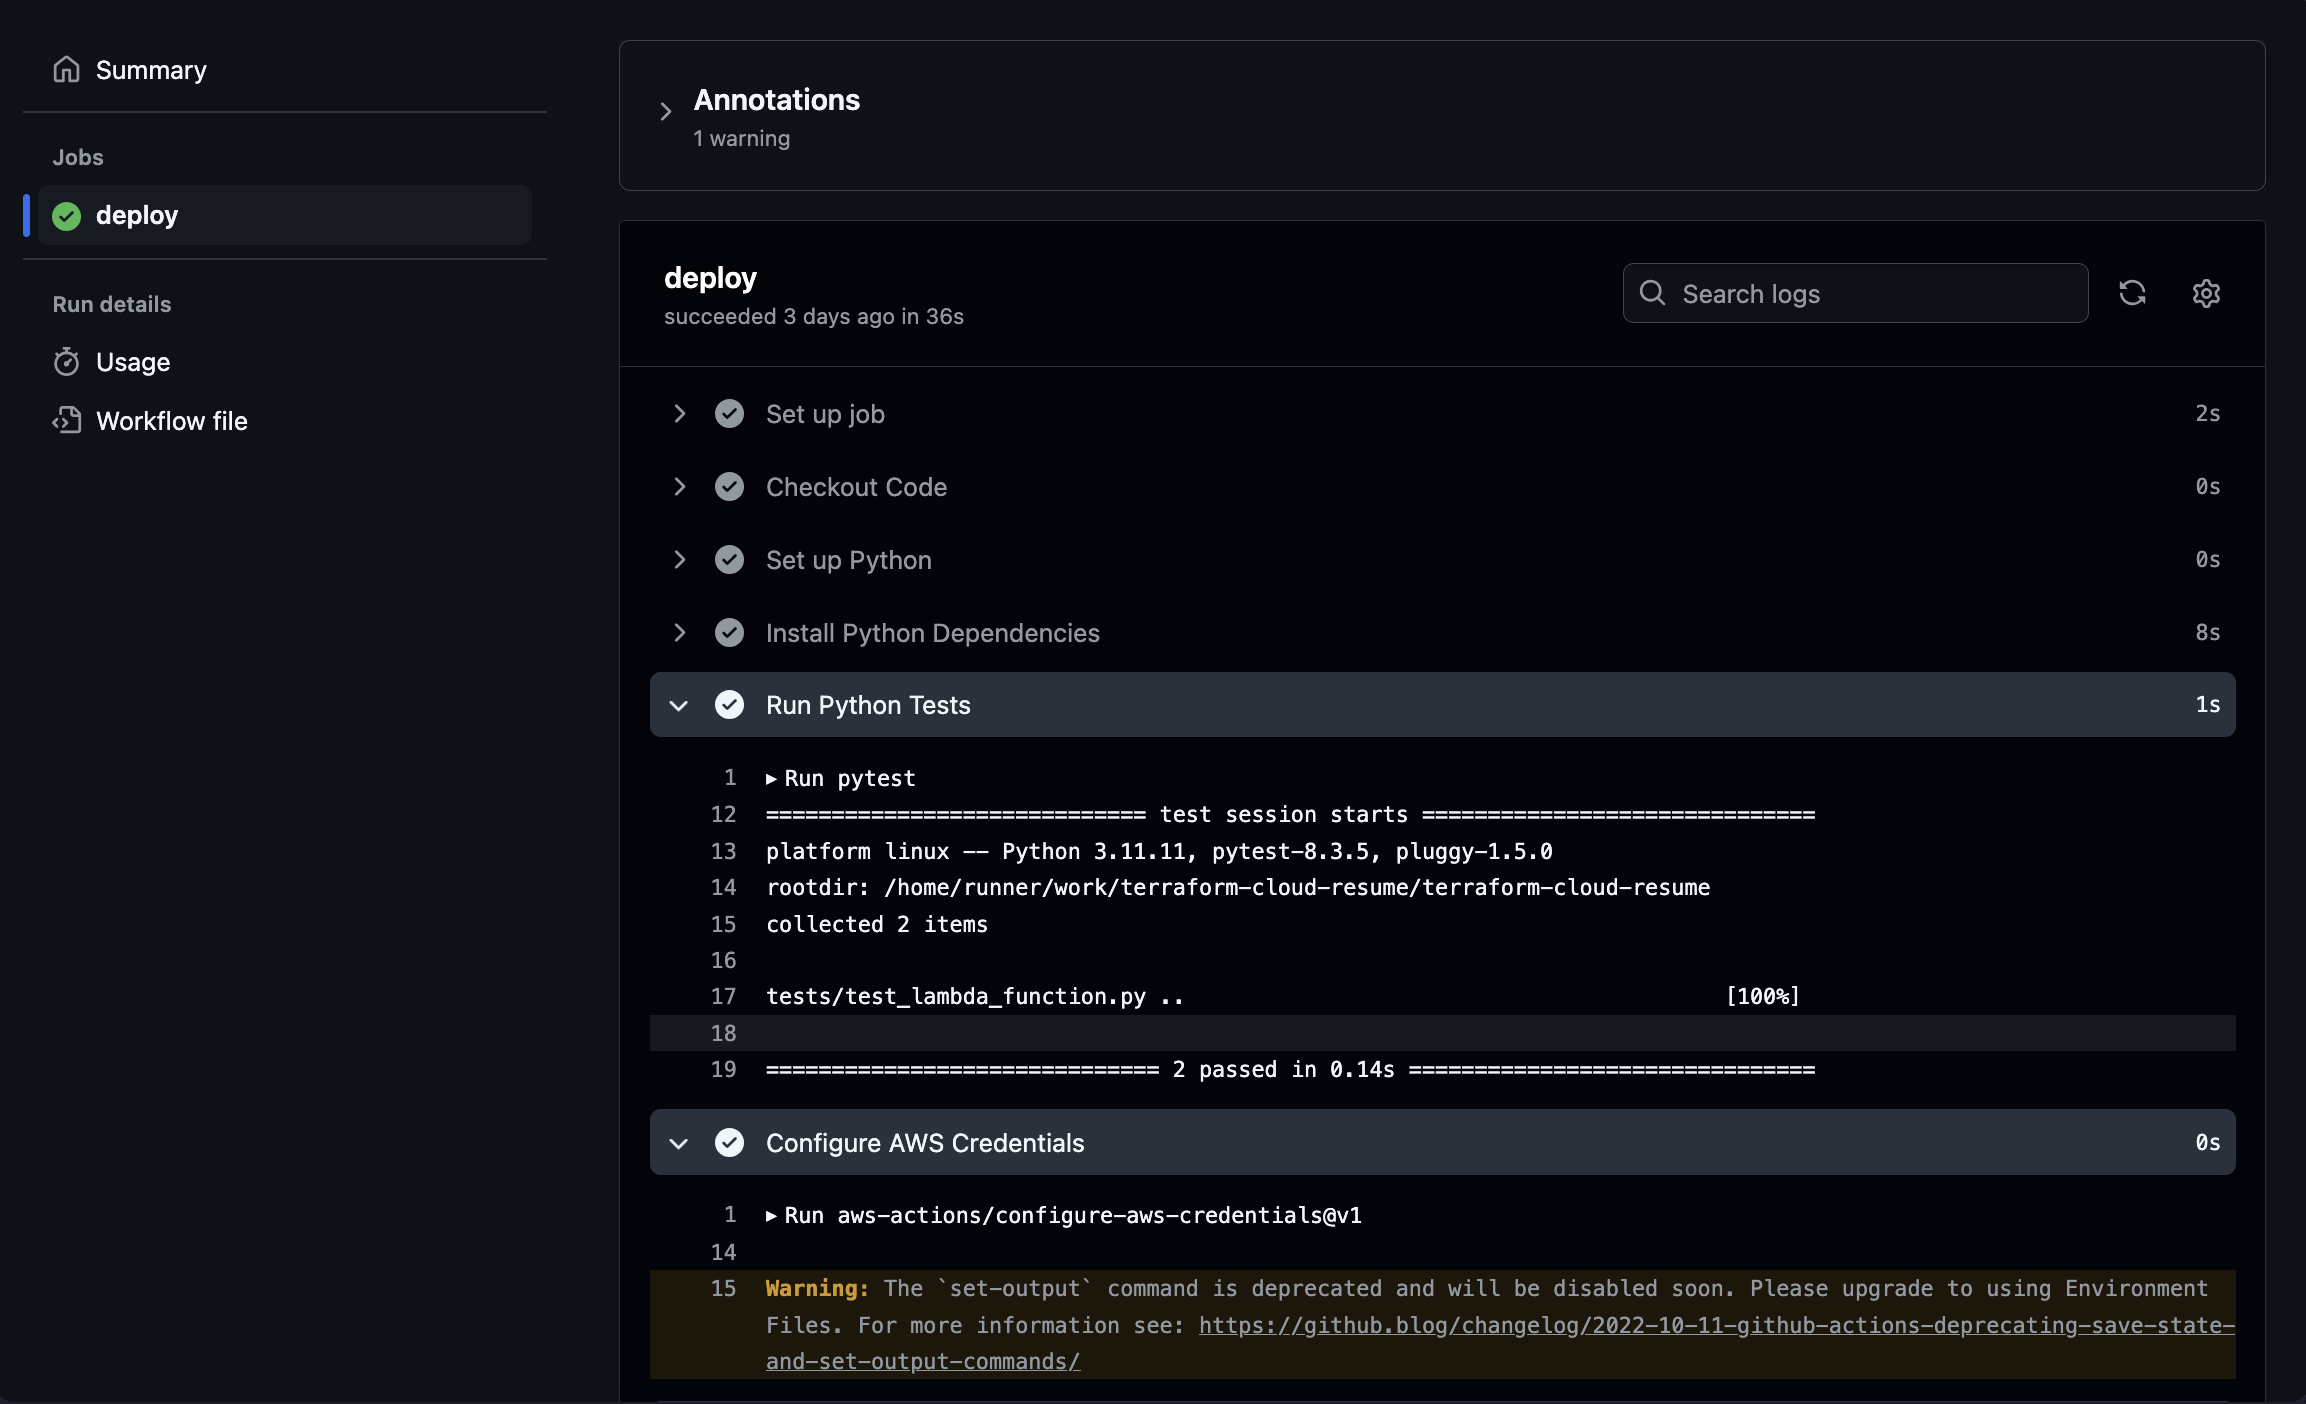 Summary
Jobs
deploy
Run details
Usage
Workflow file
Annotations
1 warning
deploy
succeeded 3 days ago in 36s
Search logs
Set up job 2s
Checkout Code 0s
Set up Python 0s
Install Python Dependencies 8s
Run Python Tests 1s
1 Run pytest
12 ============================= test session starts ==============================
13 platform linux -- Python 3.11.11, pytest-8.3.5, pluggy-1.5.0
14 rootdir: /home/runner/work/terraform-cloud-resume/terraform-cloud-resume
15 collected 2 items
16
17 tests/test_lambda_function.py .. [100%]
18
19 ============================== 2 passed in 0.14s ===============================
Configure AWS Credentials 0s
1 Run aws-actions/configure-aws-credentials@v1
14
15 Warning: The `set-output` command is deprecated and will be disabled soon. Please upgrade to using Environment
Files. For more information see: https://github.blog/changelog/2022-10-11-github-actions-deprecating-save-state-
and-set-output-commands/